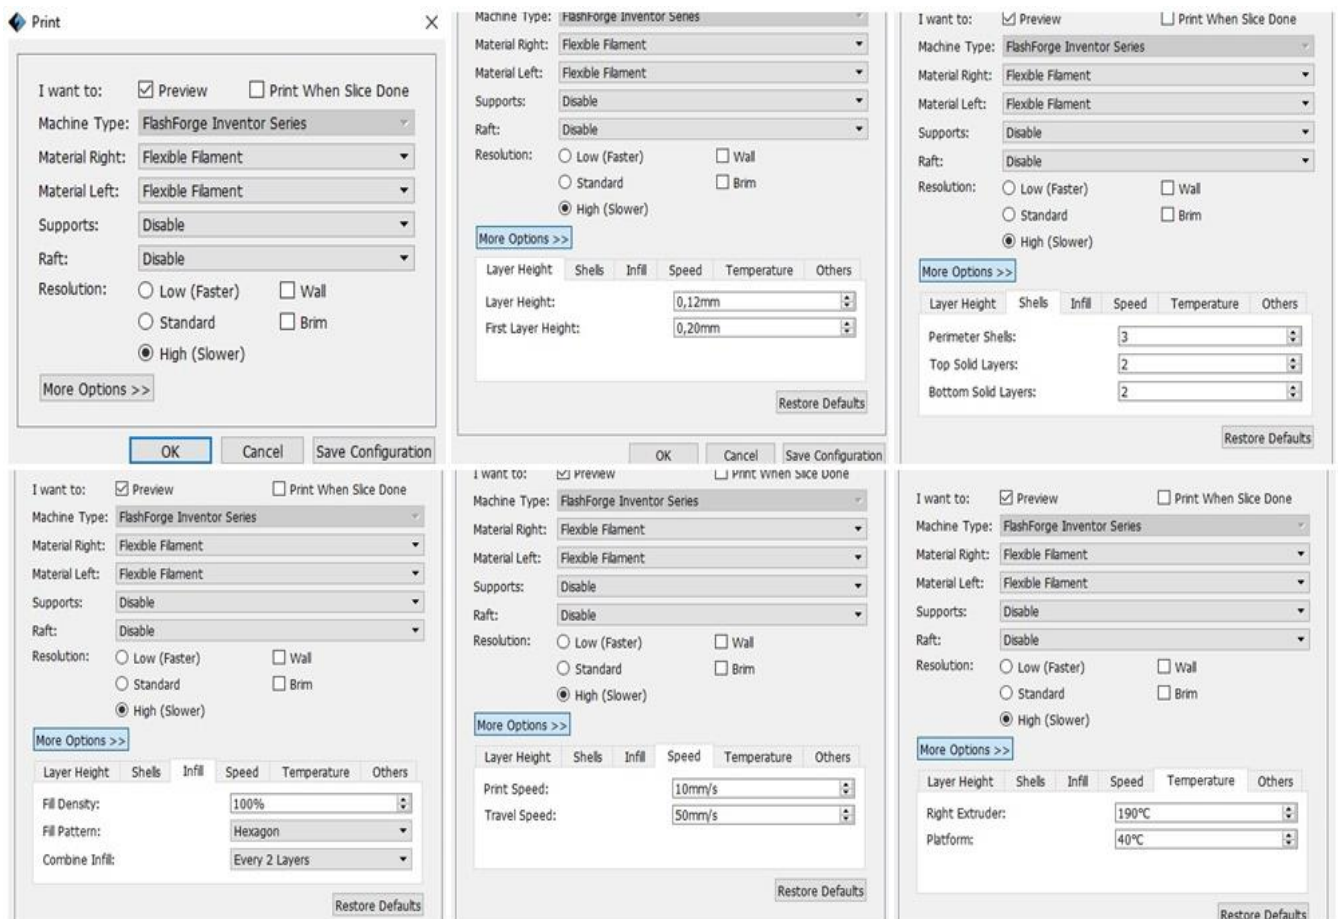 Print
I want to: Preview Print When Slice Done
Machine Type: FlashForge Inventor Series
Material Right: Flexible Filament
Material Left: Flexible Filament
Supports: Disable
Raft: Disable
Resolution: Low (Faster) Wall
Standard Brim
High (Slower)
More Options >>
OK Cancel Save Configuration
Machine Type: FlashForge Inventor Series
Material Right: Flexible Filament
Material Left: Flexible Filament
Supports: Disable
Raft: Disable
Resolution: Low (Faster) Wall
Standard Brim
High (Slower)
More Options >>
Layer Height Shells Infill Speed Temperature Others
Layer Height: 0,12mm
First Layer Height: 0,20mm
Restore Defaults
OK Cancel Save Configuration
I want to: Preview Print When Slice Done
Machine Type: FlashForge Inventor Series
Material Right: Flexible Filament
Material Left: Flexible Filament
Supports: Disable
Raft: Disable
Resolution: Low (Faster) Wall
Standard Brim
High (Slower)
More Options >>
Layer Height Shells Infill Speed Temperature Others
Perimeter Shells: 3
Top Solid Layers: 2
Bottom Solid Layers: 2
Restore Defaults
I want to: Preview Print When Slice Done
Machine Type: FlashForge Inventor Series
Material Right: Flexible Filament
Material Left: Flexible Filament
Supports: Disable
Raft: Disable
Resolution: Low (Faster) Wall
Standard Brim
High (Slower)
More Options >>
Layer Height Shells Infill Speed Temperature Others
Fill Density: 100%
Fill Pattern: Hexagon
Combine Infill: Every 2 Layers
Restore Defaults
I want to: Preview Print When Slice Done
Machine Type: FlashForge Inventor Series
Material Right: Flexible Filament
Material Left: Flexible Filament
Supports: Disable
Raft: Disable
Resolution: Low (Faster) Wall
Standard Brim
High (Slower)
More Options >>
Layer Height Shells Infill Speed Temperature Others
Print Speed: 10mm/s
Travel Speed: 50mm/s
Restore Defaults
I want to: Preview Print When Slice Done
Machine Type: FlashForge Inventor Series
Material Right: Flexible Filament
Material Left: Flexible Filament
Supports: Disable
Raft: Disable
Resolution: Low (Faster) Wall
Standard Brim
High (Slower)
More Options >>
Layer Height Shells Infill Speed Temperature Others
Right Extruder: 190°C
Platform: 40°C
Restore Defaults